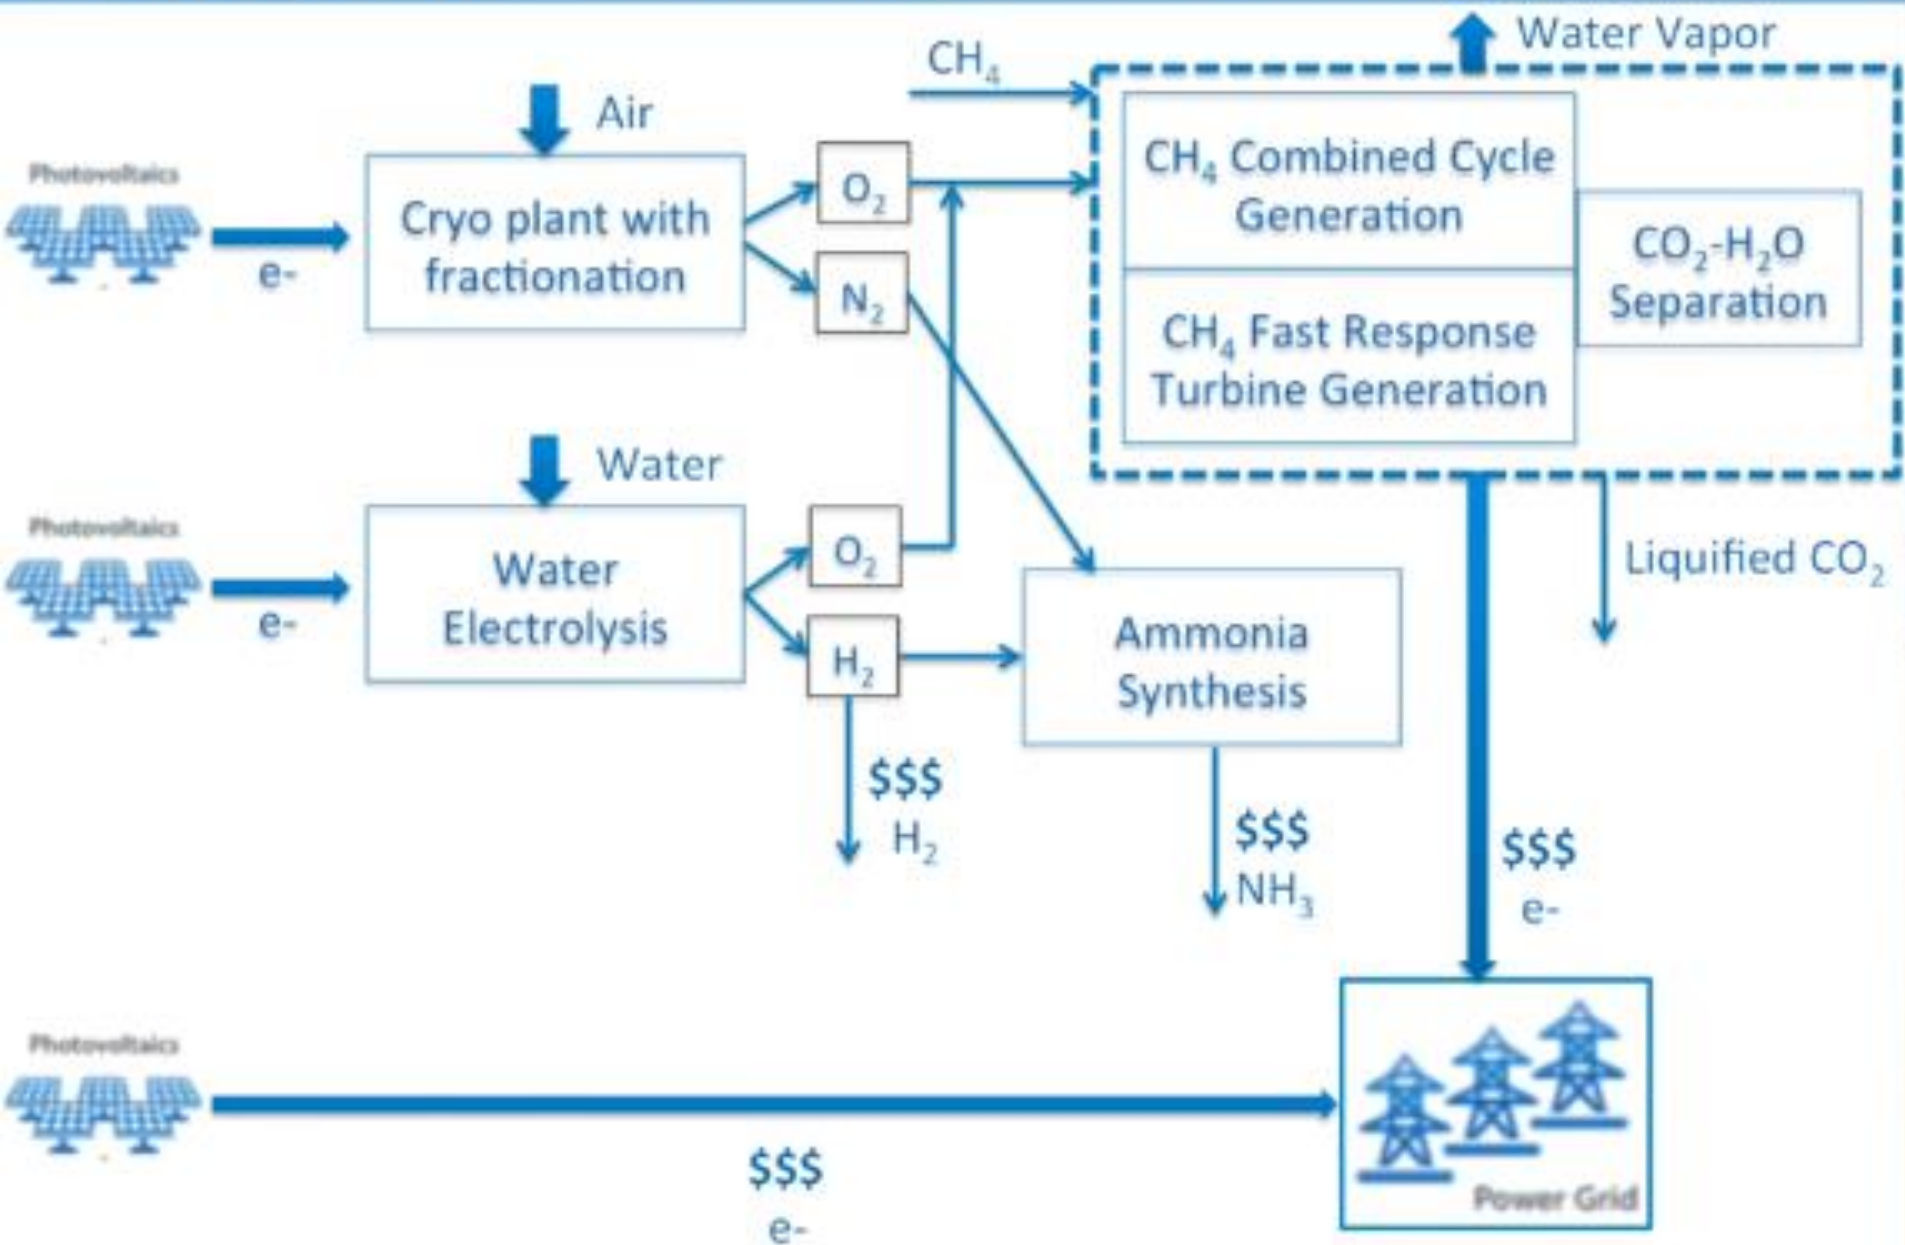 Water Vapor
CH₄
Air
Photovoltaics
e-
Cryo plant with
fractionation
O₂
N₂
CH₄ Combined Cycle
Generation
CH₄ Fast Response
Turbine Generation
CO₂-H₂O
Separation
Water
Photovoltaics
e-
Water
Electrolysis
O₂
H₂
Ammonia
Synthesis
Liquified CO₂
$$$
H₂
$$$
NH₃
$$$
e-
Photovoltaics
$$$
e-
Power Grid